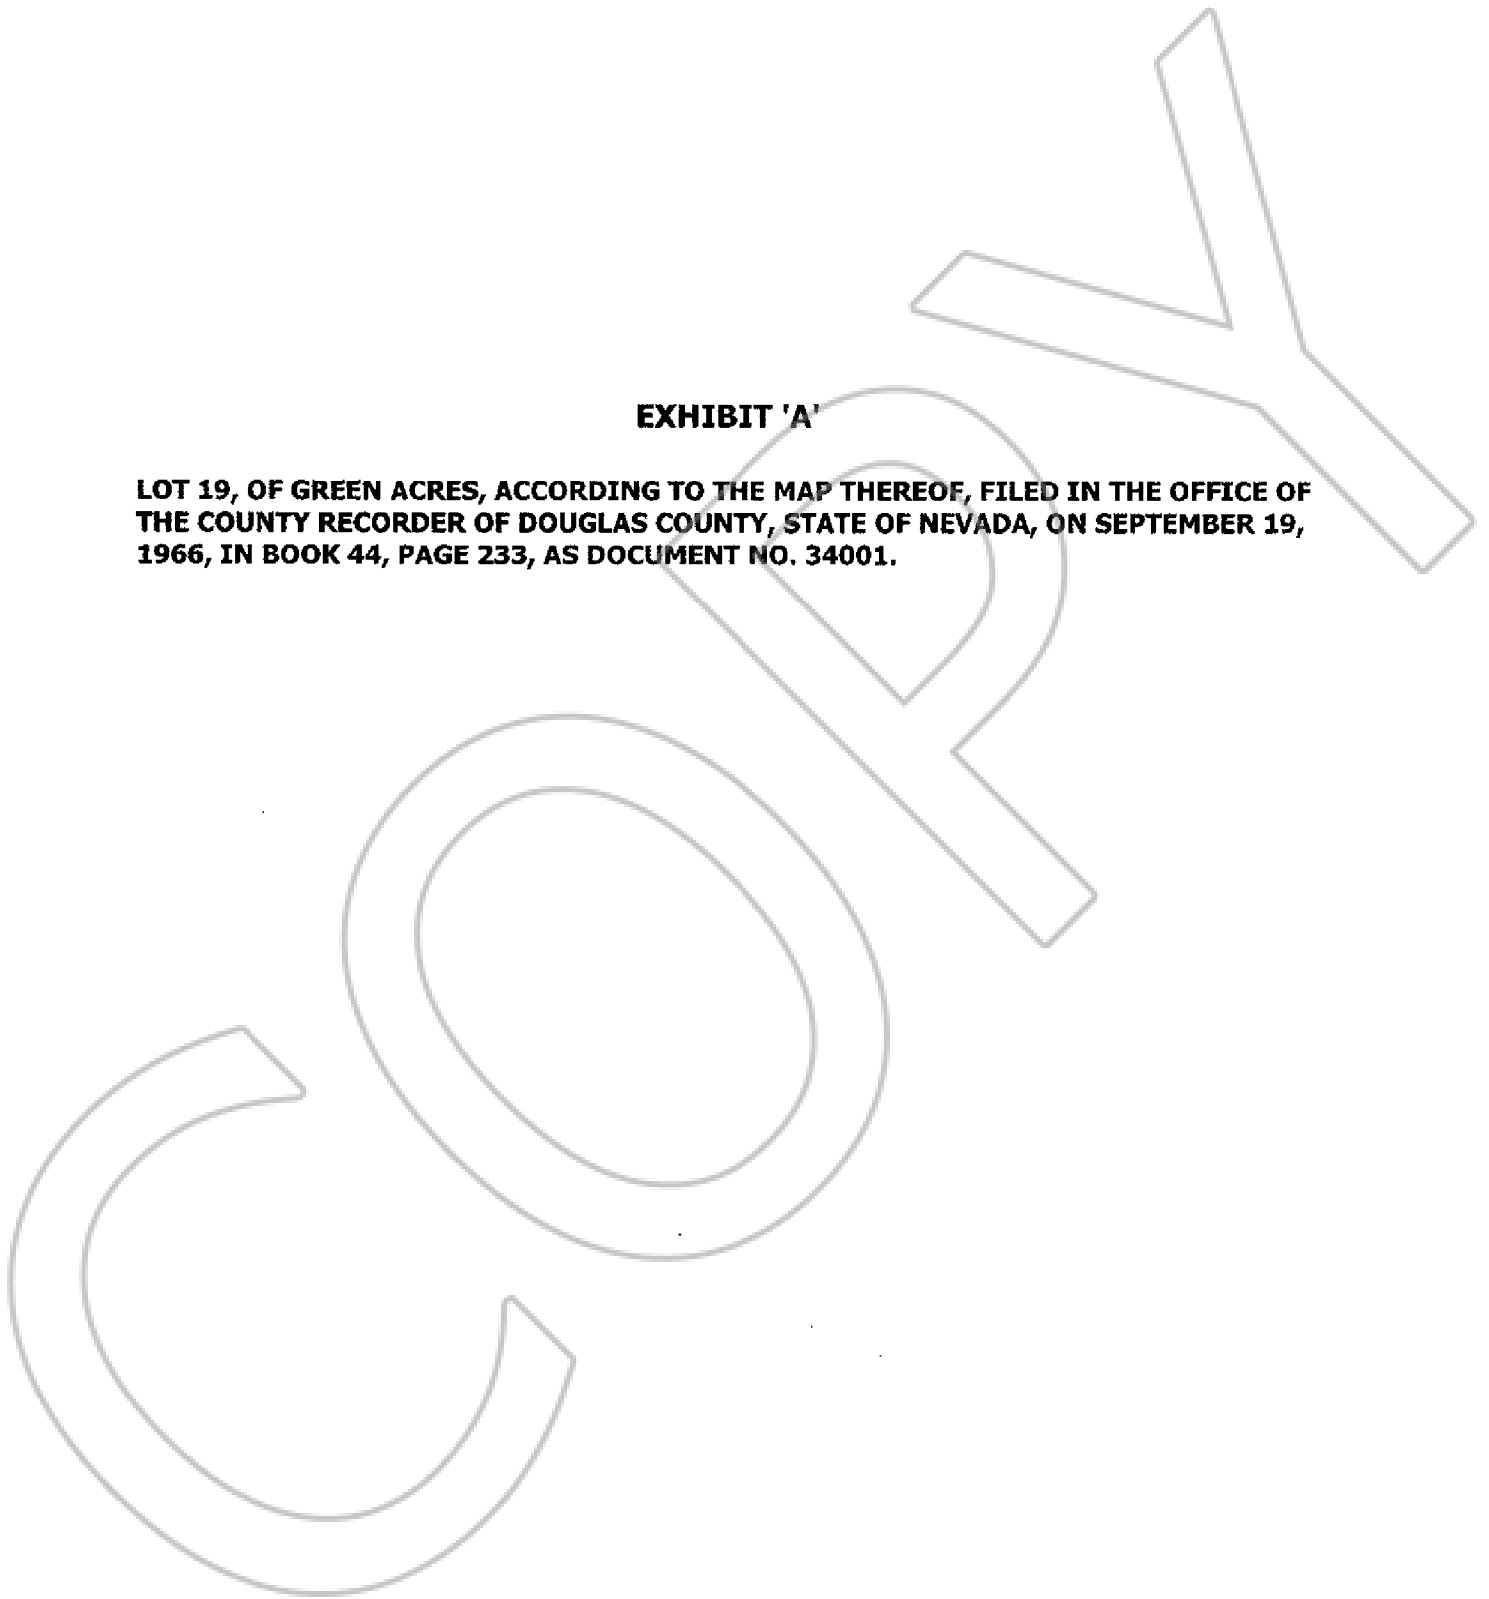 EXHIBIT 'A'
LOT 19, OF GREEN ACRES, ACCORDING TO THE MAP THEREOF, FILED IN THE OFFICE OF
THE COUNTY RECORDER OF DOUGLAS COUNTY, STATE OF NEVADA, ON SEPTEMBER 19,
1966, IN BOOK 44, PAGE 233, AS DOCUMENT NO. 34001.
COPY